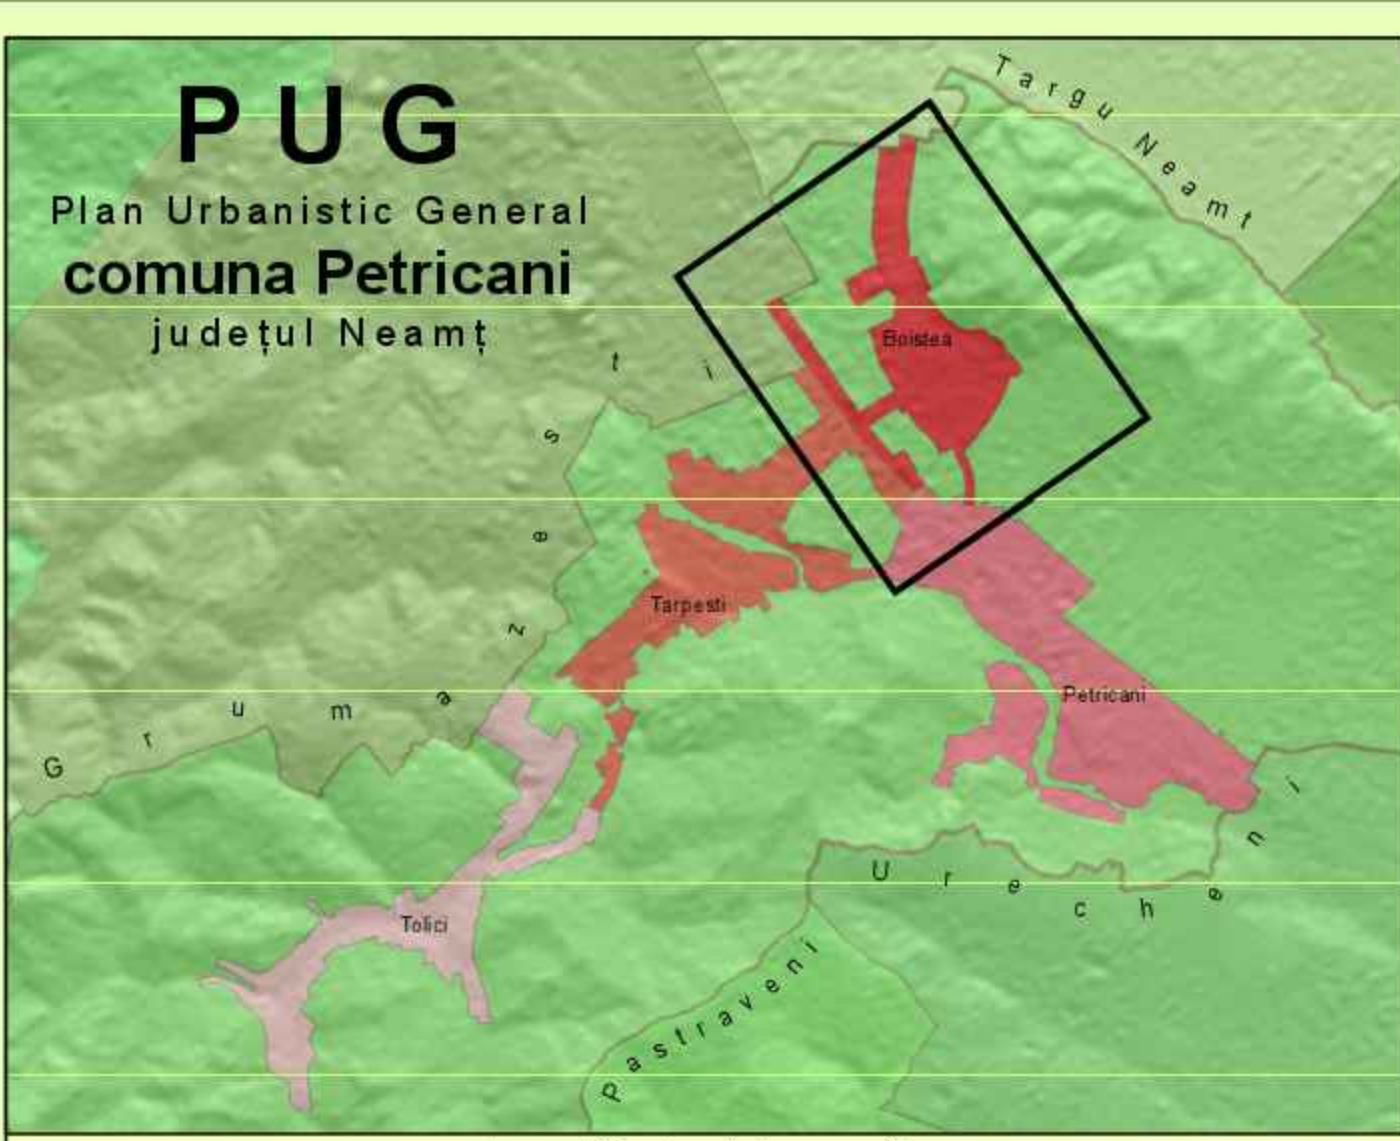 PUG
Plan Urbanistic General
comuna Petricani
județul Neamț
Targu Neamt
Grumazesti
Boistea
Tarpesti
Petricani
Tolici
Urecheni
Pastraveni